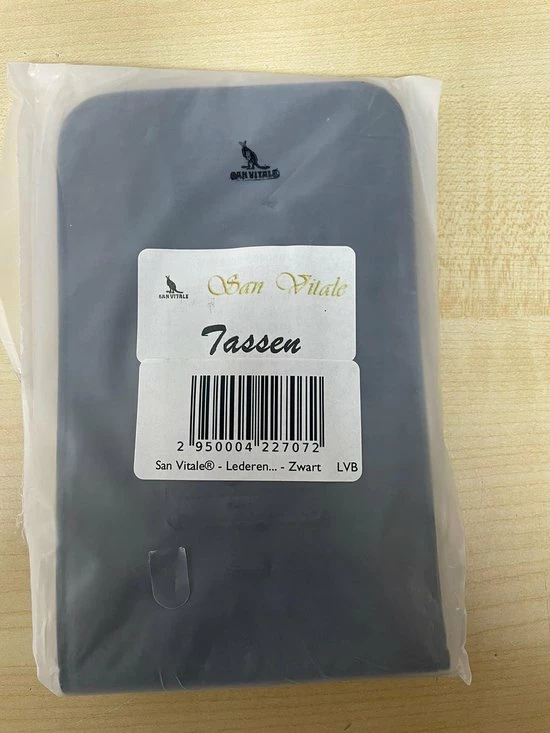 SAN VITALE
SAN VITALE
San Vitale
Tassen
2 950004 227072
San Vitale® - Lederen... - Zwart LVB